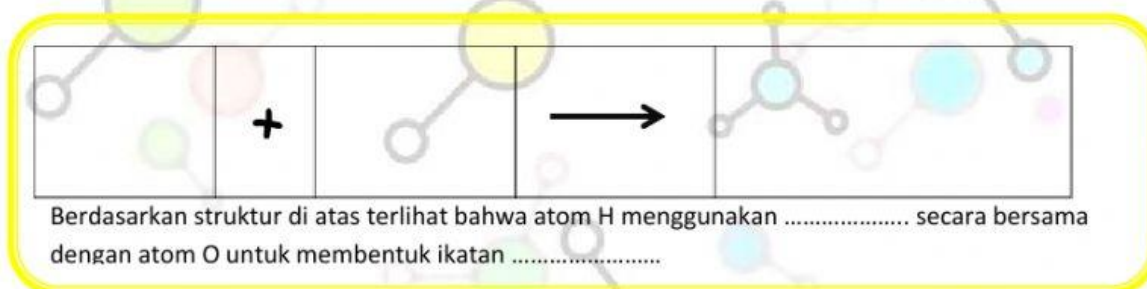 +
Berdasarkan struktur di atas terlihat bahwa atom H menggunakan ..................... secara bersama
dengan atom O untuk membentuk ikatan ........................